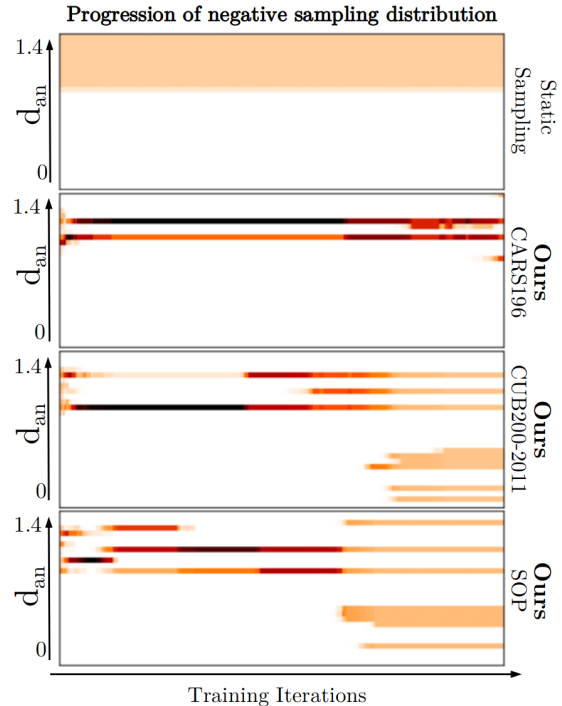 Progression of negative sampling distribution
1.4
d_an
0
Static
Sampling
1.4
d_an
0
Ours
CARS196
1.4
d_an
0
Ours
CUB200-2011
1.4
d_an
0
Ours
SOP
Training Iterations